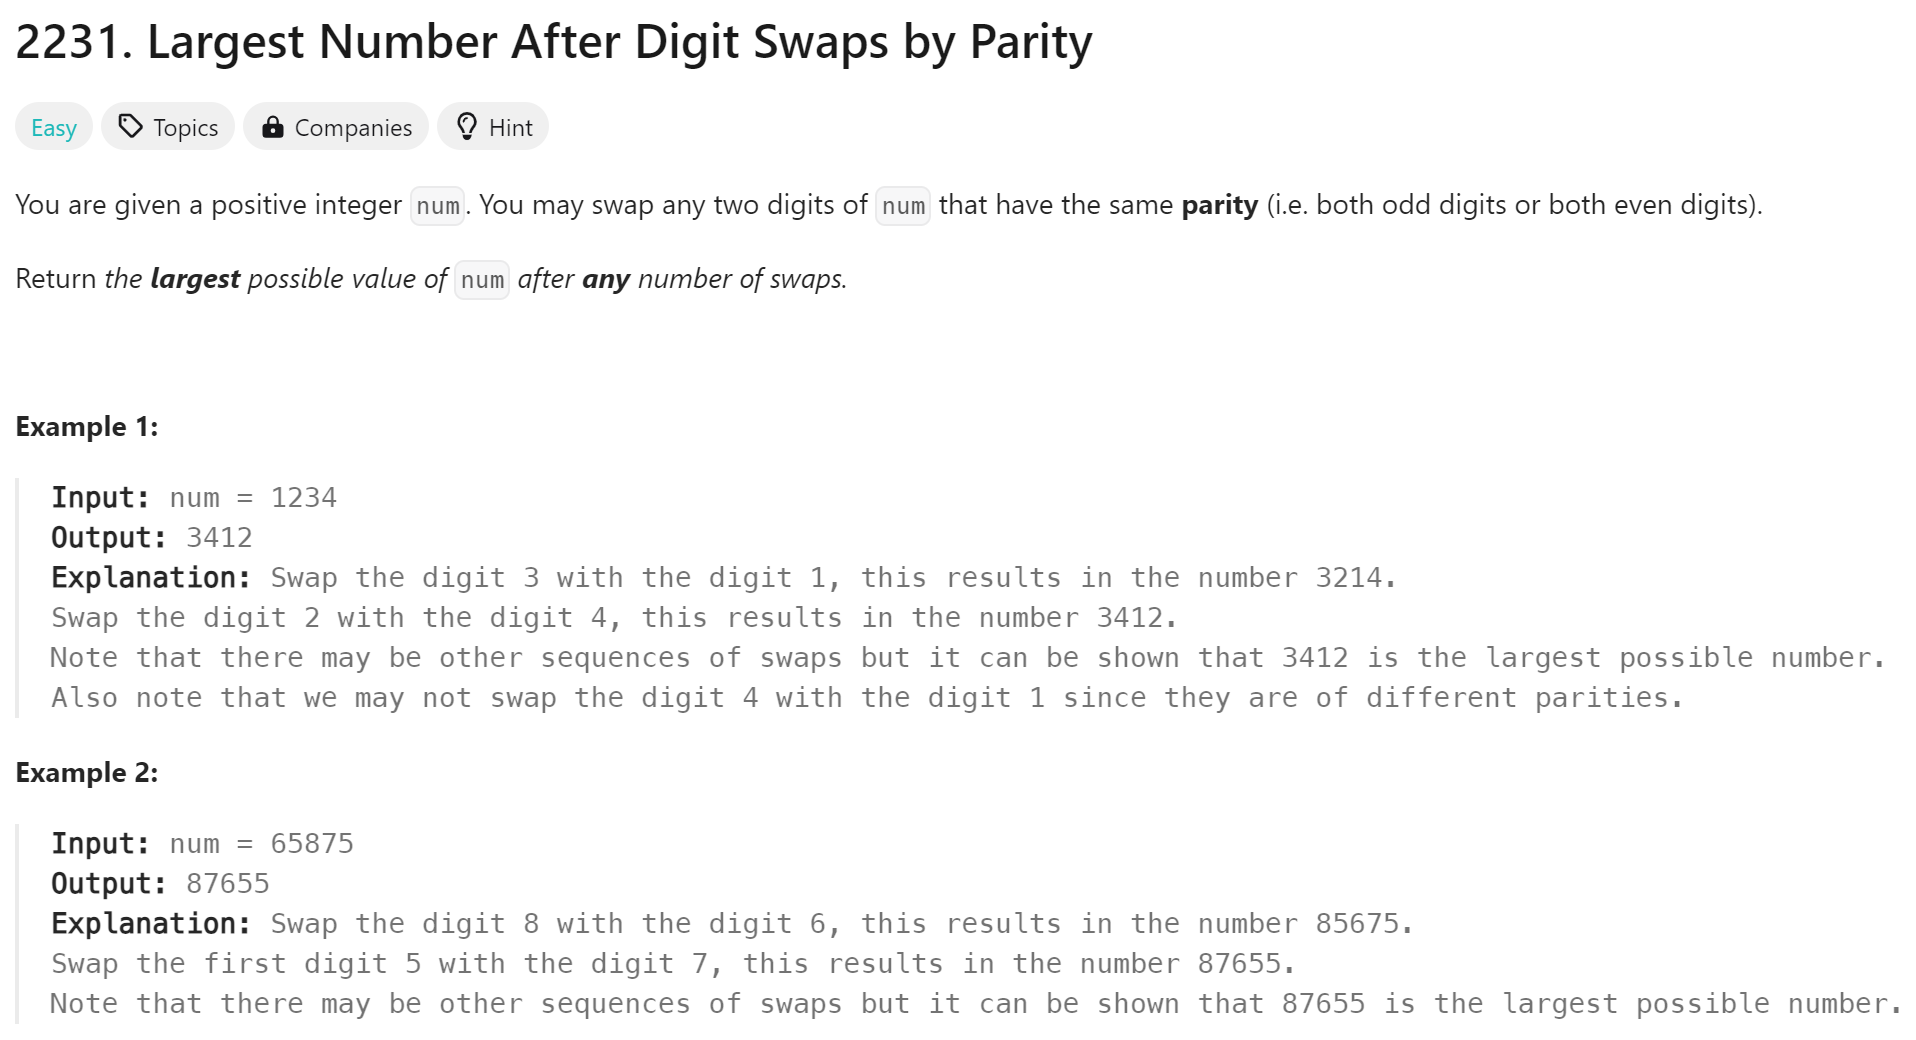 2231. Largest Number After Digit Swaps by Parity
Easy Topics Companies Hint
You are given a positive integer num. You may swap any two digits of num that have the same parity (i.e. both odd digits or both even digits).
Return the largest possible value of num after any number of swaps.
Example 1:
Input: num = 1234
Output: 3412
Explanation: Swap the digit 3 with the digit 1, this results in the number 3214.
Swap the digit 2 with the digit 4, this results in the number 3412.
Note that there may be other sequences of swaps but it can be shown that 3412 is the largest possible number.
Also note that we may not swap the digit 4 with the digit 1 since they are of different parities.
Example 2:
Input: num = 65875
Output: 87655
Explanation: Swap the digit 8 with the digit 6, this results in the number 85675.
Swap the first digit 5 with the digit 7, this results in the number 87655.
Note that there may be other sequences of swaps but it can be shown that 87655 is the largest possible number.